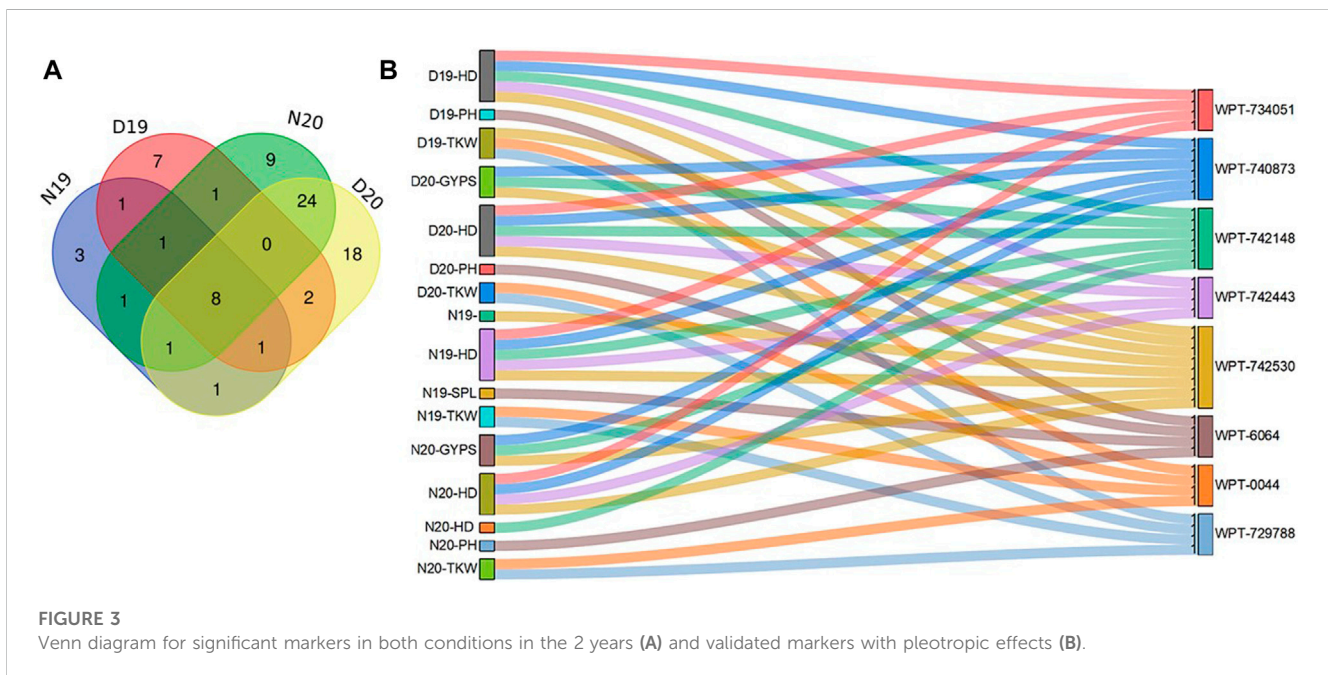 A
N19
D19
N20
D20
7
9
1
1
24
3
1
0
18
1
8
2
1
1
1
B
D19-HD
D19-PH
D19-TKW
D20-GYPS
D20-HD
D20-PH
D20-TKW
N19-
N19-HD
N19-SPL
N19-TKW
N20-GYPS
N20-HD
N20-HD
N20-PH
N20-TKW
WPT-734051
WPT-740873
WPT-742148
WPT-742443
WPT-742530
WPT-6064
WPT-0044
WPT-729788
FIGURE 3
Venn diagram for significant markers in both conditions in the 2 years (A) and validated markers with pleotropic effects (B).